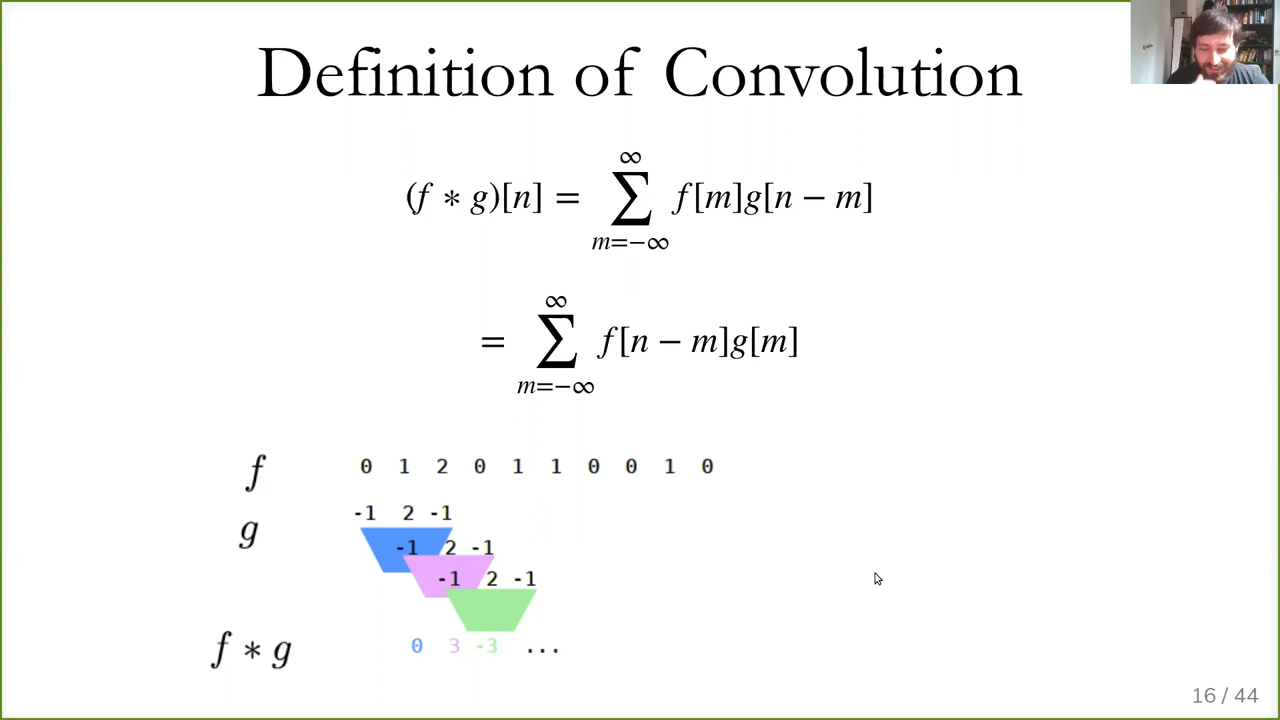 Definition of Convolution
(f ∗ g)[n] = ∑_{m=−∞}^{∞} f[m]g[n − m]
= ∑_{m=−∞}^{∞} f[n − m]g[m]
f 0 1 2 0 1 1 0 0 1 0
g -1 2 -1
-1 2 -1
-1 2 -1
f ∗ g 0 3 -3 ...
16 / 44